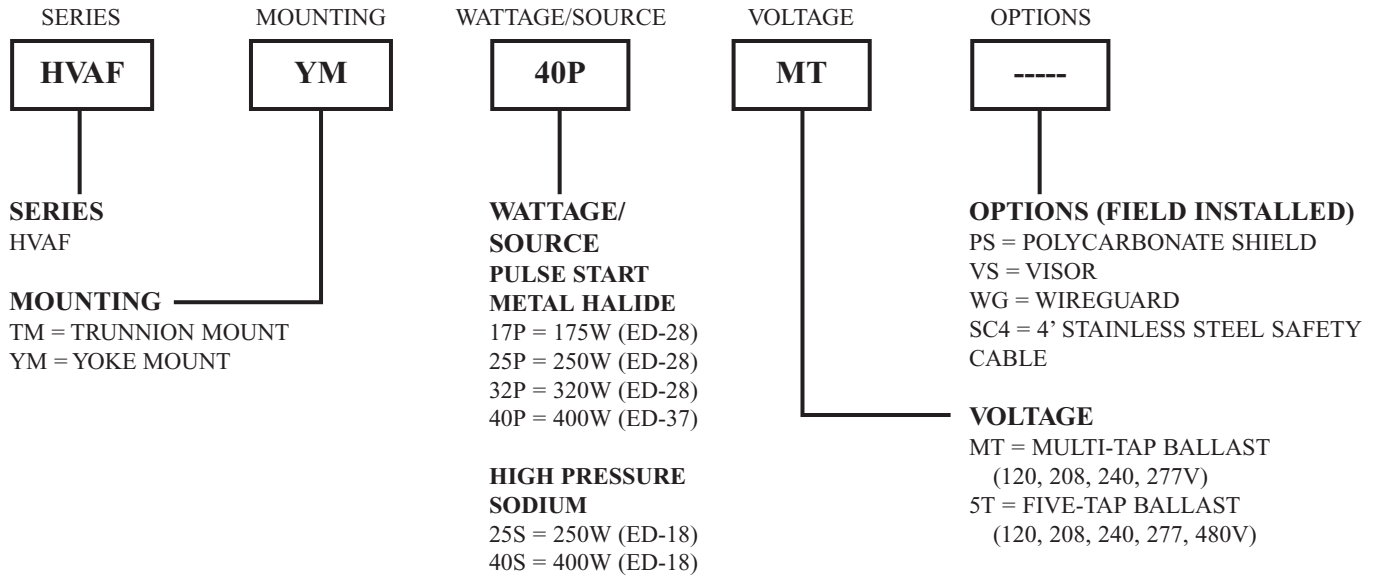 SERIES
MOUNTING
WATTAGE/SOURCE
VOLTAGE
OPTIONS
HVAF
YM
40P
MT
-----
SERIES
HVAF
MOUNTING
TM = TRUNNION MOUNT
YM = YOKE MOUNT
WATTAGE/
SOURCE
PULSE START
METAL HALIDE
17P = 175W (ED-28)
25P = 250W (ED-28)
32P = 320W (ED-28)
40P = 400W (ED-37)
HIGH PRESSURE
SODIUM
25S = 250W (ED-18)
40S = 400W (ED-18)
OPTIONS (FIELD INSTALLED)
PS = POLYCARBONATE SHIELD
VS = VISOR
WG = WIREGUARD
SC4 = 4’ STAINLESS STEEL SAFETY
CABLE
VOLTAGE
MT = MULTI-TAP BALLAST
(120, 208, 240, 277V)
5T = FIVE-TAP BALLAST
(120, 208, 240, 277, 480V)